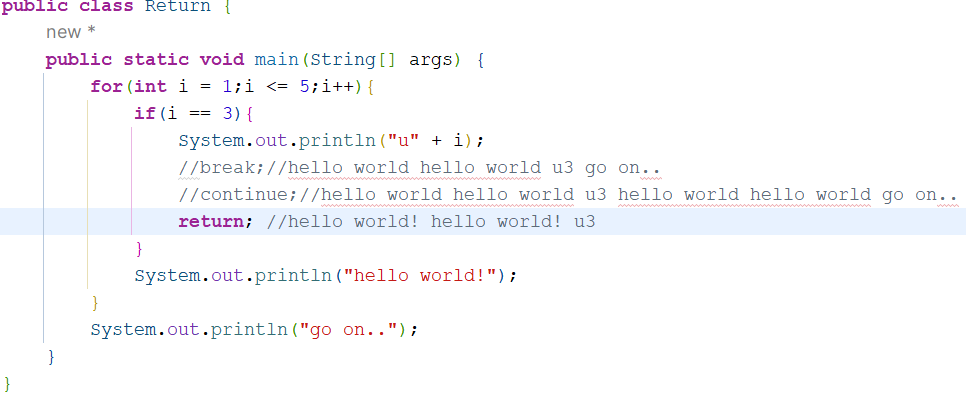 public class Return {
new *
public static void main(String[] args) {
for(int i = 1;i <= 5;i++){
if(i == 3){
System.out.println("u" + i);
//break;//hello world hello world u3 go on..
//continue;//hello world hello world u3 hello world hello world go on..
return; //hello world! hello world! u3
}
System.out.println("hello world!");
}
System.out.println("go on..");
}
}